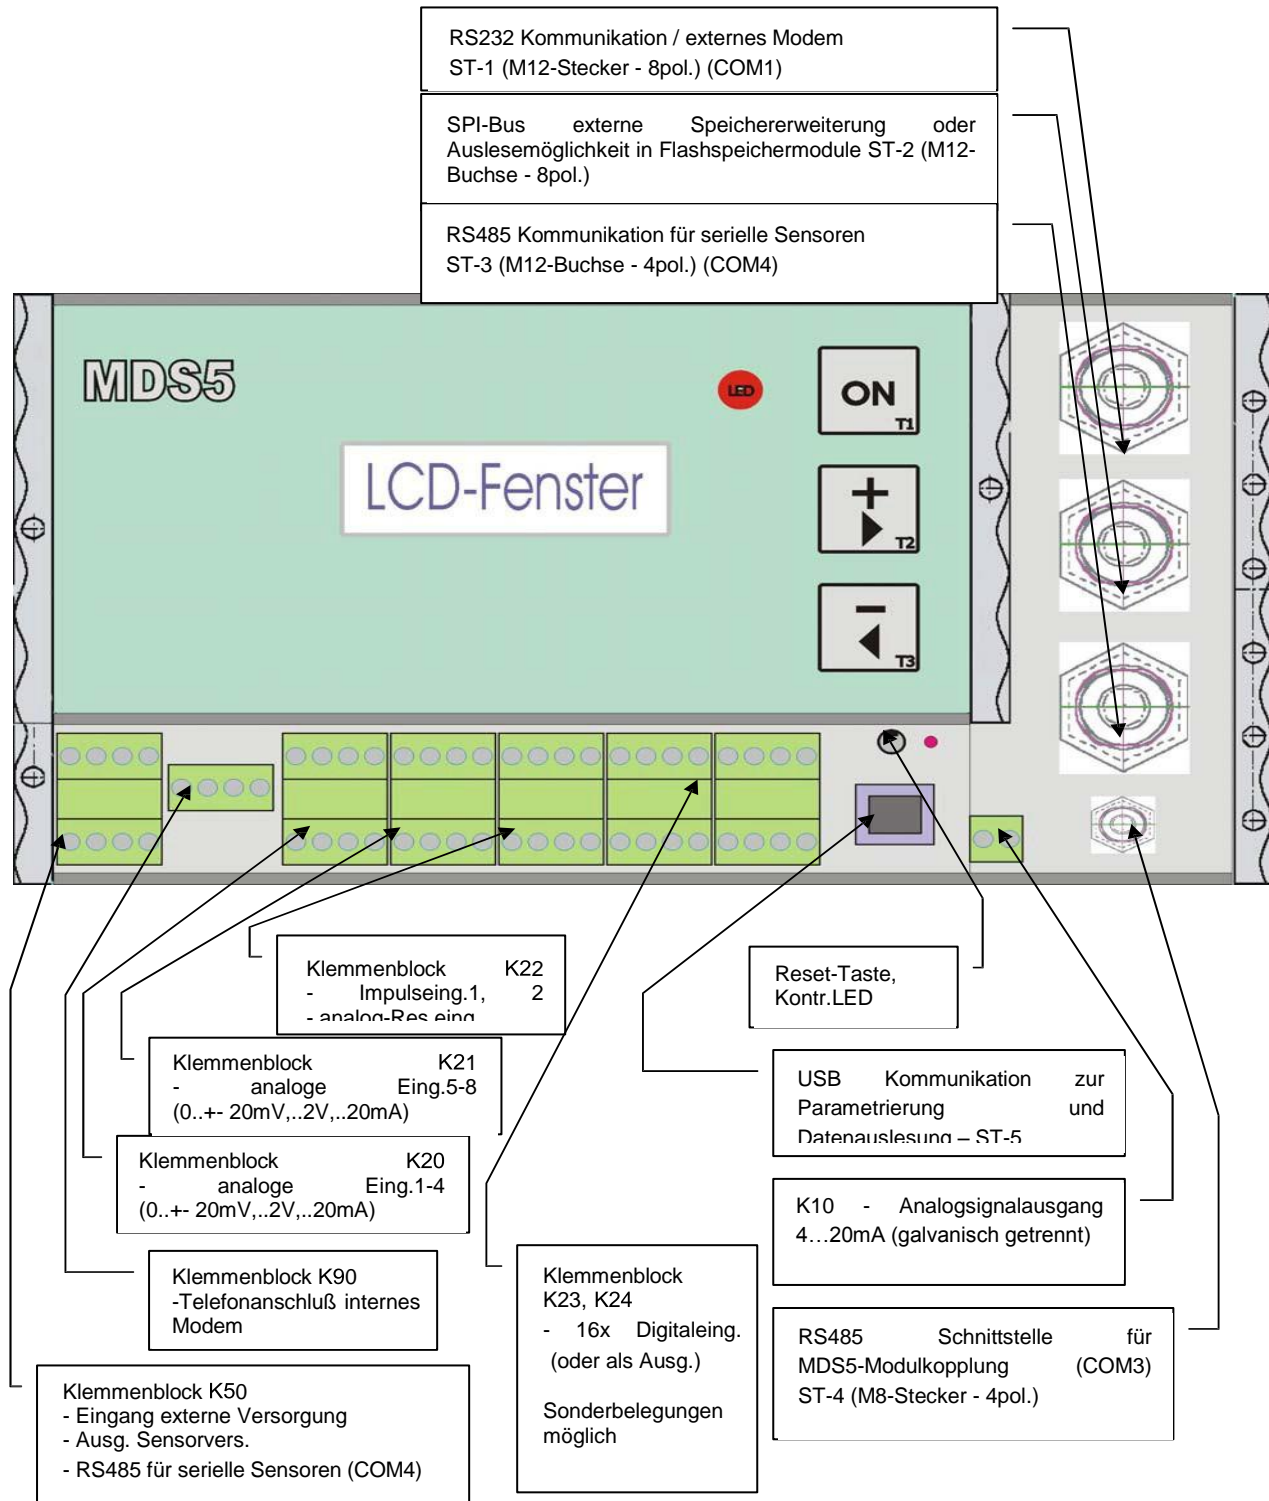 RS232 Kommunikation / externes Modem
ST-1 (M12-Stecker - 8pol.) (COM1)
SPI-Bus externe Speichererweiterung oder
Auslesemöglichkeit in Flashspeichermodule ST-2 (M12-
Buchse - 8pol.)
RS485 Kommunikation für serielle Sensoren
ST-3 (M12-Buchse - 4pol.) (COM4)
MDS5
LED
ON
T1
LCD-Fenster
+
T2
-
T3
Klemmenblock K22
- Impulseing.1, 2
- analog-Res.eing
Reset-Taste,
Kontr.LED
Klemmenblock K21
- analoge Eing.5-8
(0..+- 20mV,..2V,..20mA)
USB Kommunikation zur
Parametrierung und
Datenauslesung – ST-5
Klemmenblock K20
- analoge Eing.1-4
(0..+- 20mV,..2V,..20mA)
K10 - Analogsignalausgang
4…20mA (galvanisch getrennt)
Klemmenblock K90
-Telefonanschluß internes
Modem
Klemmenblock
K23, K24
- 16x Digitaleing.
(oder als Ausg.)
Sonderbelegungen
möglich
RS485 Schnittstelle für
MDS5-Modulkopplung (COM3)
ST-4 (M8-Stecker - 4pol.)
Klemmenblock K50
- Eingang externe Versorgung
- Ausg. Sensorvers.
- RS485 für serielle Sensoren (COM4)